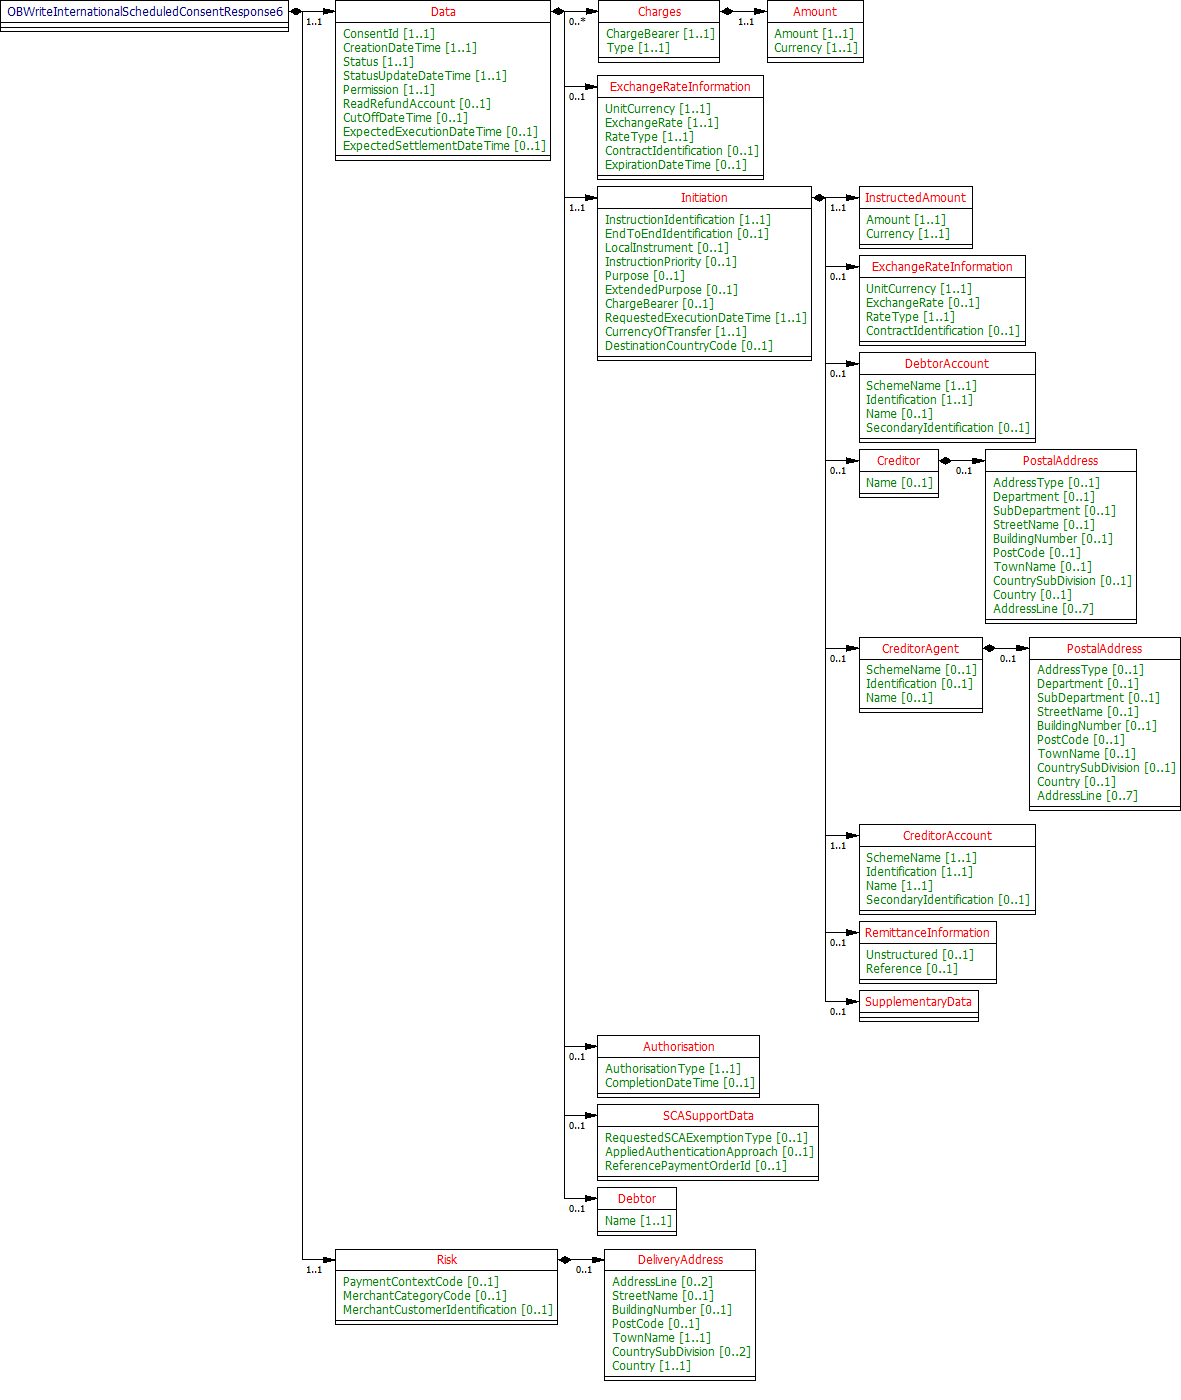 OBWriteInternationalScheduledConsentResponse6
1..1
Data
ConsentId [1..1]
CreationDateTime [1..1]
Status [1..1]
StatusUpdateDateTime [1..1]
Permission [1..1]
ReadRefundAccount [0..1]
CutOffDateTime [0..1]
ExpectedExecutionDateTime [0..1]
ExpectedSettlementDateTime [0..1]
0..*
Charges
ChargeBearer [1..1]
Type [1..1]
1..1
Amount
Amount [1..1]
Currency [1..1]
0..1
ExchangeRateInformation
UnitCurrency [1..1]
ExchangeRate [1..1]
RateType [1..1]
ContractIdentification [0..1]
ExpirationDateTime [0..1]
1..1
Initiation
InstructionIdentification [1..1]
EndToEndIdentification [0..1]
LocalInstrument [0..1]
InstructionPriority [0..1]
Purpose [0..1]
ExtendedPurpose [0..1]
ChargeBearer [0..1]
RequestedExecutionDateTime [1..1]
CurrencyOfTransfer [1..1]
DestinationCountryCode [0..1]
1..1
InstructedAmount
Amount [1..1]
Currency [1..1]
0..1
ExchangeRateInformation
UnitCurrency [1..1]
ExchangeRate [0..1]
RateType [1..1]
ContractIdentification [0..1]
0..1
DebtorAccount
SchemeName [1..1]
Identification [1..1]
Name [0..1]
SecondaryIdentification [0..1]
0..1
Creditor
Name [0..1]
0..1
PostalAddress
AddressType [0..1]
Department [0..1]
SubDepartment [0..1]
StreetName [0..1]
BuildingNumber [0..1]
PostCode [0..1]
TownName [0..1]
CountrySubDivision [0..1]
Country [0..1]
AddressLine [0..7]
0..1
CreditorAgent
SchemeName [0..1]
Identification [0..1]
Name [0..1]
0..1
PostalAddress
AddressType [0..1]
Department [0..1]
SubDepartment [0..1]
StreetName [0..1]
BuildingNumber [0..1]
PostCode [0..1]
TownName [0..1]
CountrySubDivision [0..1]
Country [0..1]
AddressLine [0..7]
1..1
CreditorAccount
SchemeName [1..1]
Identification [1..1]
Name [1..1]
SecondaryIdentification [0..1]
0..1
RemittanceInformation
Unstructured [0..1]
Reference [0..1]
0..1
SupplementaryData
0..1
Authorisation
AuthorisationType [1..1]
CompletionDateTime [0..1]
0..1
SCASupportData
RequestedSCAExemptionType [0..1]
AppliedAuthenticationApproach [0..1]
ReferencePaymentOrderId [0..1]
0..1
Debtor
Name [1..1]
1..1
Risk
PaymentContextCode [0..1]
MerchantCategoryCode [0..1]
MerchantCustomerIdentification [0..1]
0..1
DeliveryAddress
AddressLine [0..2]
StreetName [0..1]
BuildingNumber [0..1]
PostCode [0..1]
TownName [1..1]
CountrySubDivision [0..2]
Country [1..1]